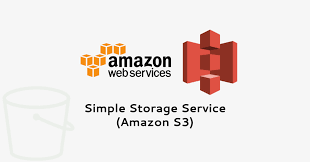 amazon
webservices
Simple Storage Service
(Amazon S3)